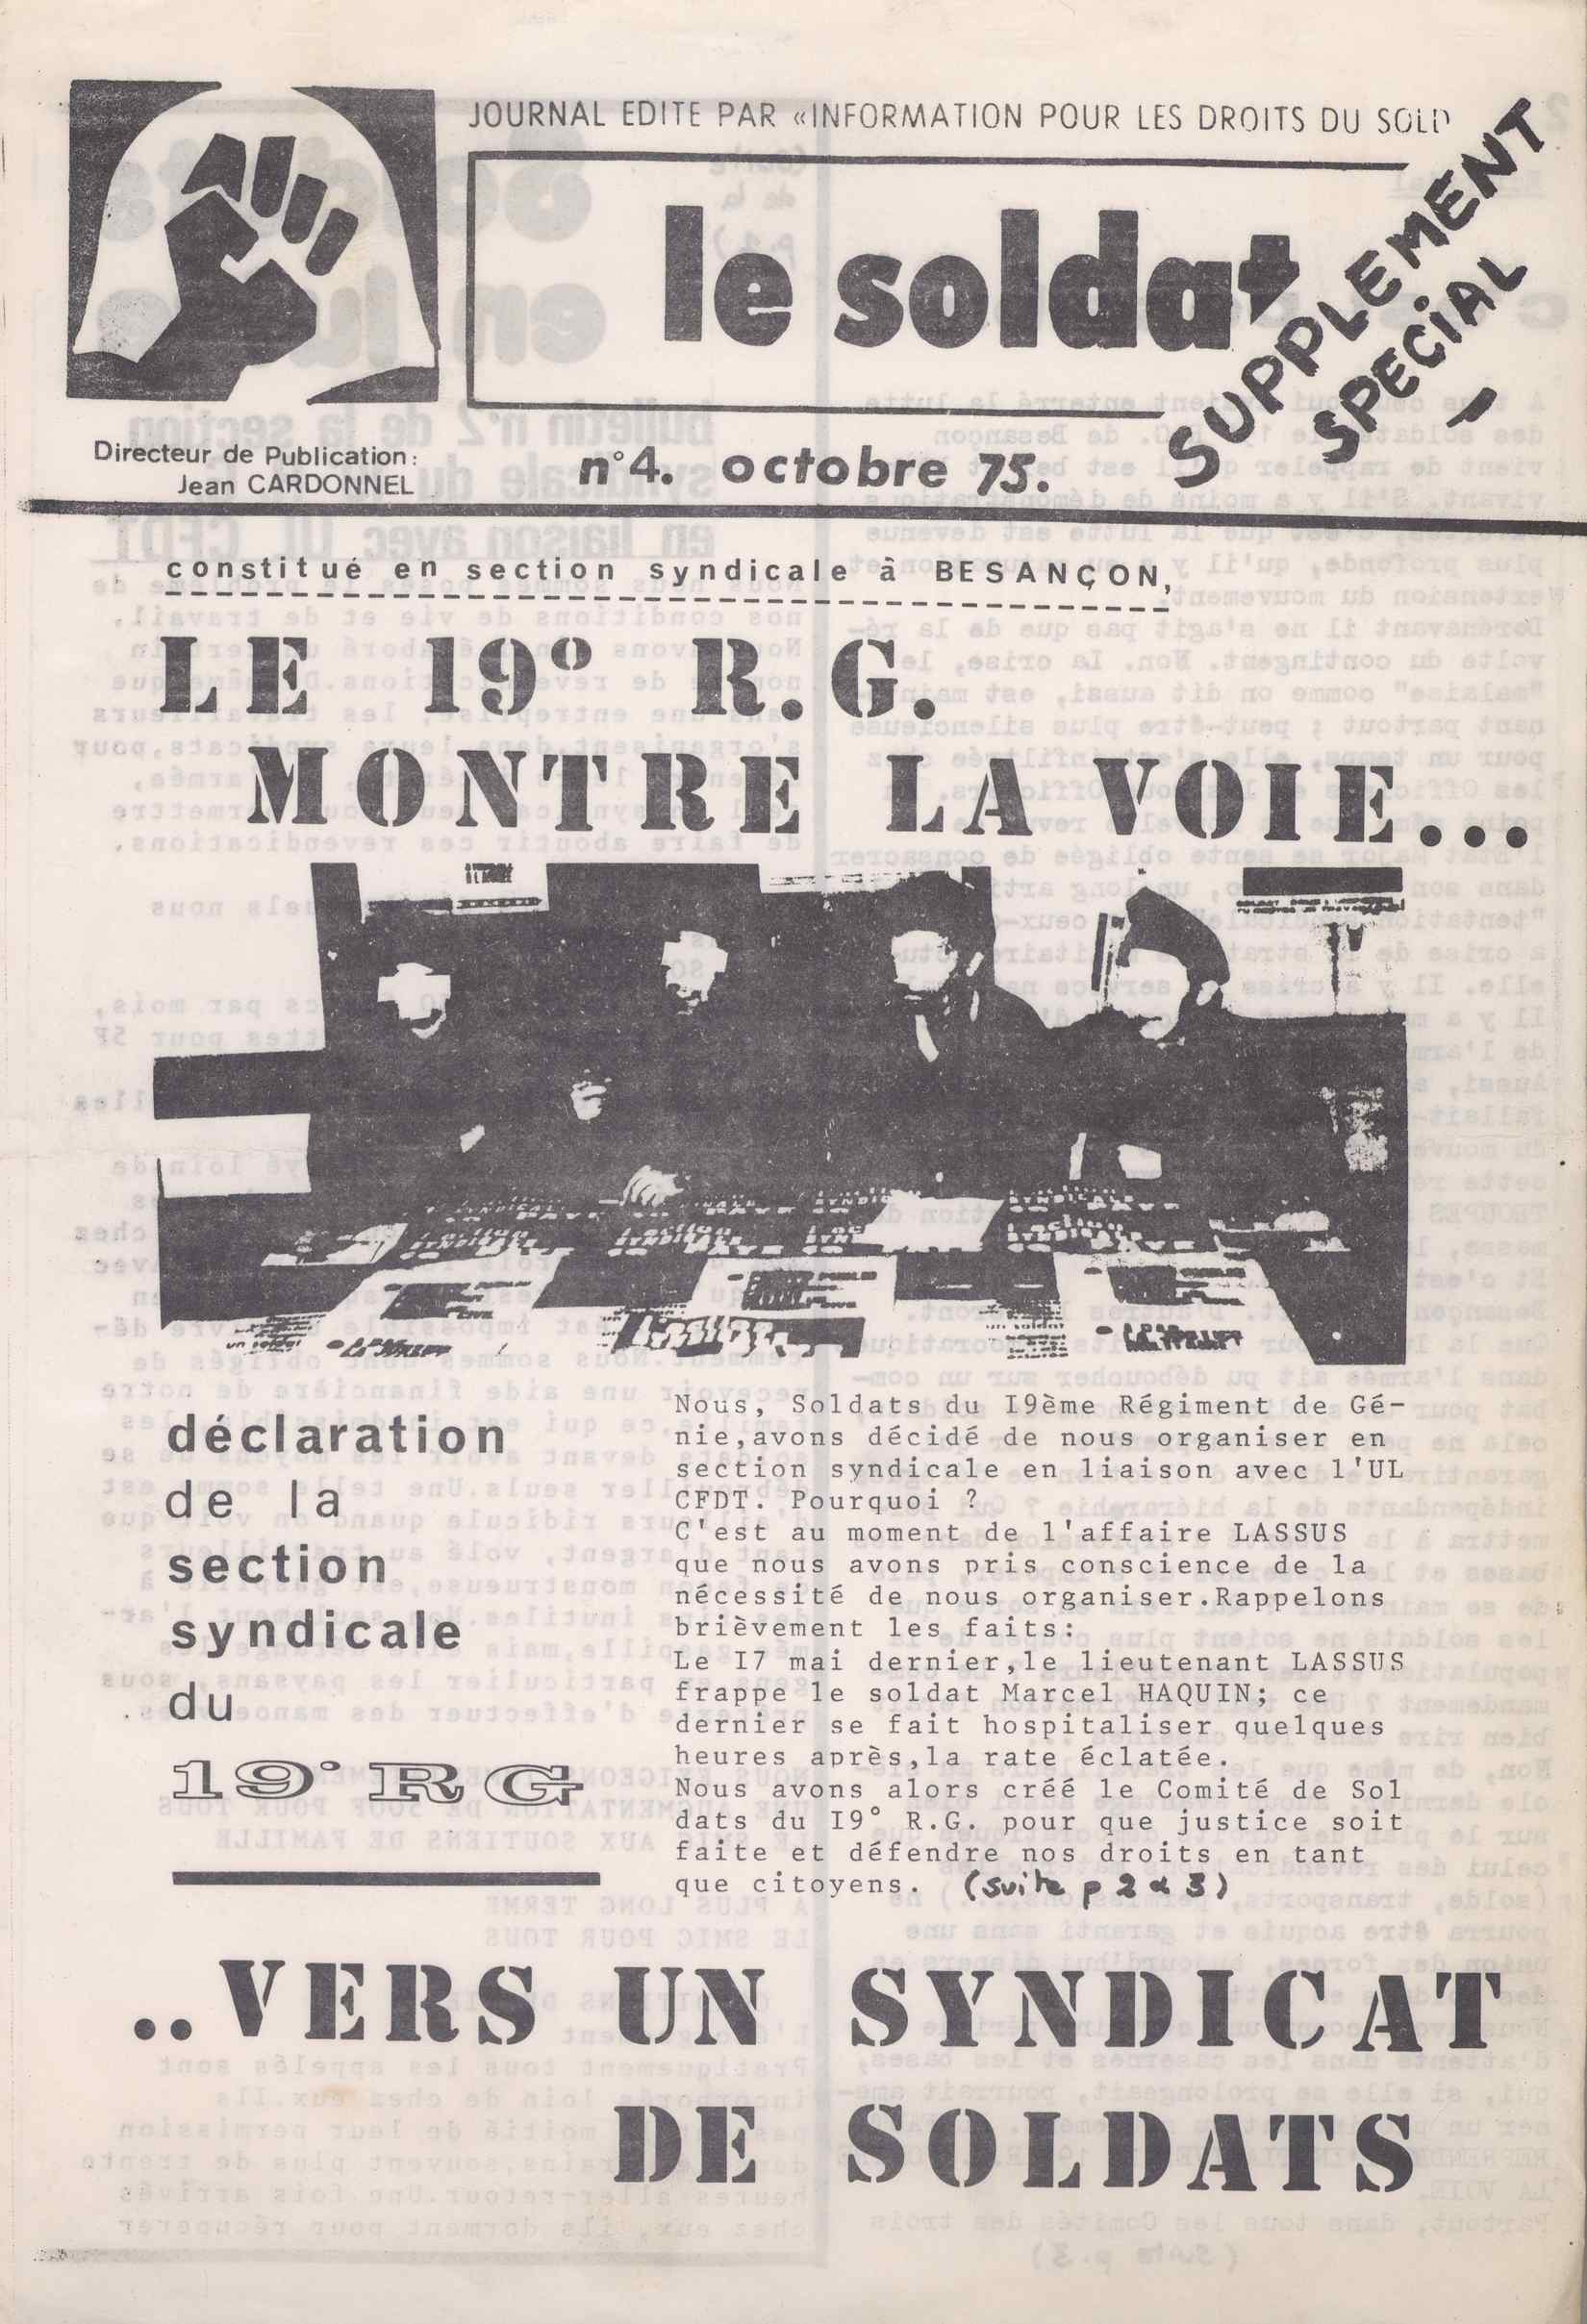 JOURNAL EDITE PAR «INFORMATION POUR LES DROITS DU SOLD
le soldat
SUPPLEMENT
SPECIAL
Directeur de Publication:
Jean CARDONNEL
n°4. octobre 75.
constitué en section syndicale à BESANÇON,
LE 19° R.G.
MONTRE LA VOIE...
déclaration
de la
section
syndicale
du
19° RG
Nous, Soldats du I9ème Régiment de Gé-
nie,avons décidé de nous organiser en
section syndicale en liaison avec l'UL
CFDT. Pourquoi ?
C'est au moment de l'affaire LASSUS
que nous avons pris conscience de la
nécessité de nous organiser.Rappelons
brièvement les faits:
Le I7 mai dernier,le lieutenant LASSUS
frappe le soldat Marcel HAQUIN; ce
dernier se fait hospitaliser quelques
heures après,la rate éclatée.
Nous avons alors créé le Comité de Sol
dats du I9° R.G. pour que justice soit
faite et défendre nos droits en tant
que citoyens. (suite p 2 & 3)
..VERS UN SYNDICAT
DE SOLDATS